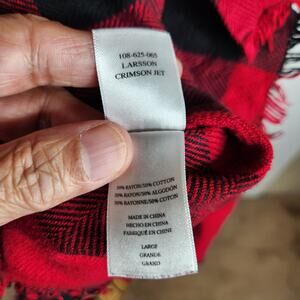 108-625-065
LARSSON
CRIMSON JET
50% RAYON/50% COTTON
50% RAYON/50% ALGODÓN
50% RAYONNE/50% COTON
MADE IN CHINA
HECHO EN CHINA
FABRIQUÉ EN CHINE
LARGE
GRANDE
GRAND